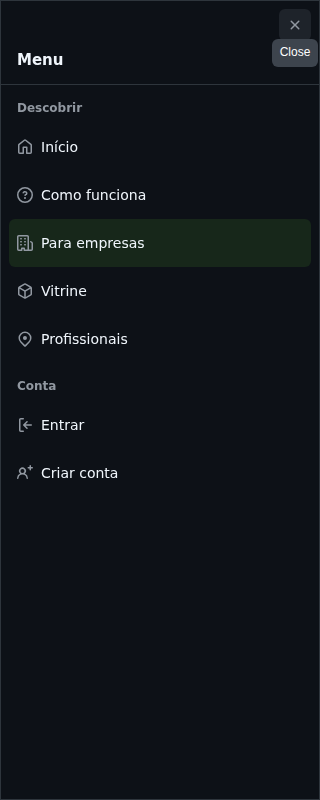 Close
Menu
Descobrir
Início
Como funciona
Para empresas
Vitrine
Profissionais
Conta
Entrar
Criar conta